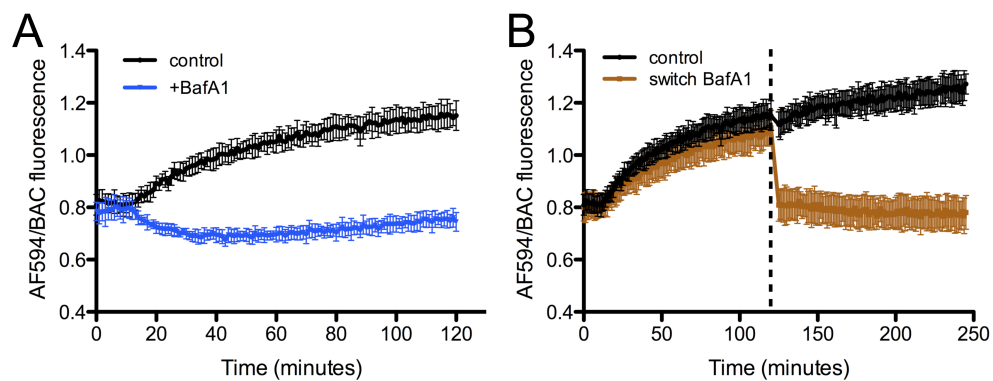 A
AF594/BAC fluorescence
1.4
1.2
1.0
0.8
0.6
0.4
control
+BafA1
0 20 40 60 80 100 120
Time (minutes)
B
AF594/BAC fluorescence
1.4
1.2
1.0
0.8
0.6
0.4
control
switch BafA1
0 50 100 150 200 250
Time (minutes)